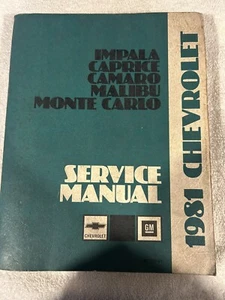 IMPALA
CAPRICE
CAMARO
MALIBU
MONTE CARLO
SERVICE
MANUAL
CHEVROLET
GM
1981 CHEVROLET